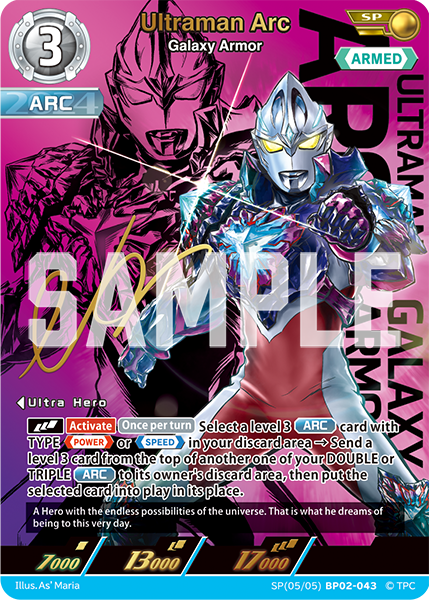 Ultraman Arc
SP
3
Galaxy Armor
ARMED
2 ARC 4
ULTRAMAN
ARC
GALAXY
ARMOR
SAMPLE
Ultra Hero
Activate Once per turn Select a level 3 ARC card with
TYPE POWER or SPEED in your discard area → Send a
level 3 card from the top of another one of your DOUBLE or
TRIPLE ARC to its owner's discard area, then put the
selected card into play in its place.
A Hero with the endless possibilities of the universe. That is what he dreams of
being to this very day.
7000 13000 17000
Illus. As' Maria SP(05/05) BP02-043 © TPC